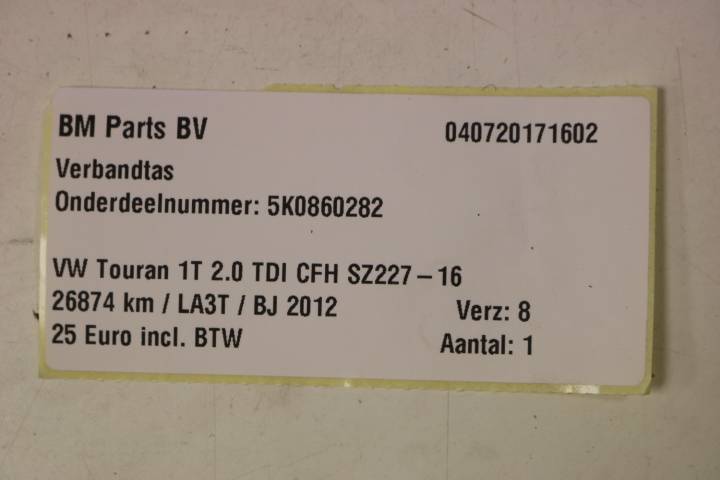 BM Parts BV 040720171602
Verbandtas
Onderdeelnummer: 5K0860282
VW Touran 1T 2.0 TDI CFH SZ227-16
26874 km / LA3T / BJ 2012 Verz: 8
25 Euro incl. BTW Aantal: 1